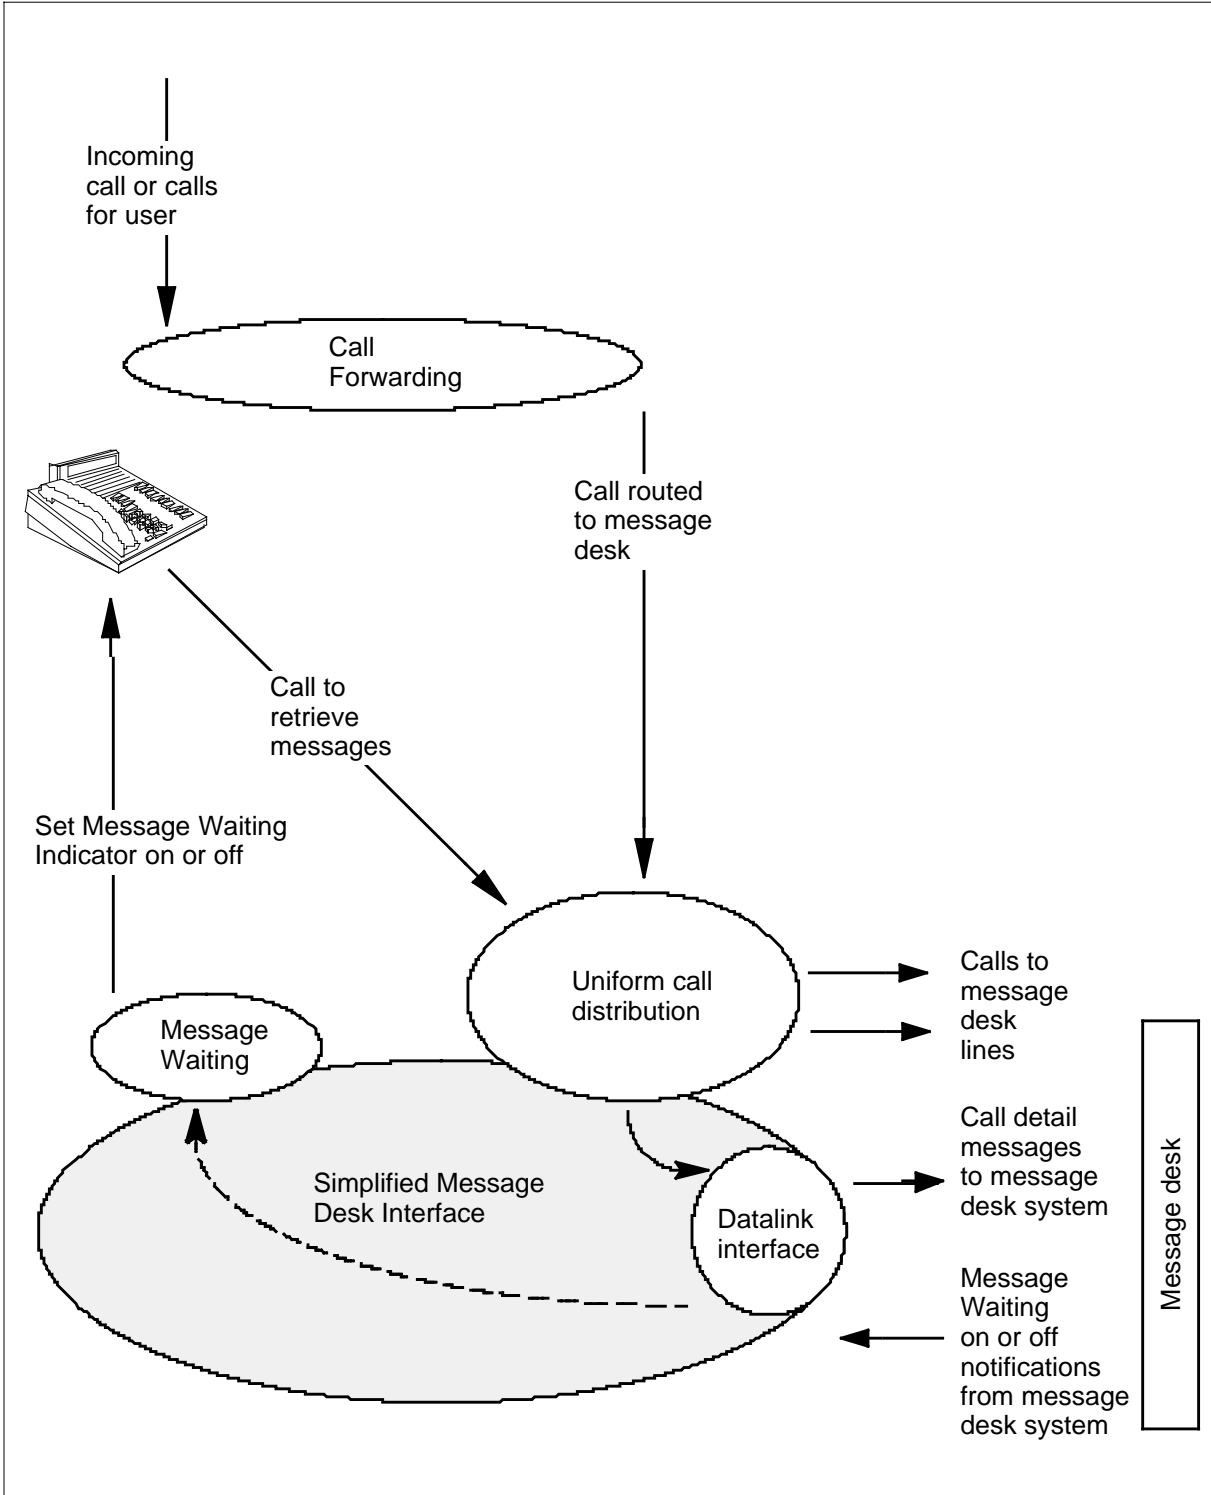 Incoming
call or calls
for user
Call
Forwarding
Call routed
to message
desk
Call to
retrieve
messages
Set Message Waiting
Indicator on or off
Uniform call
distribution
Calls to
message
desk
lines
Message
Waiting
Call detail
messages
to message
desk system
Simplified Message
Desk Interface
Datalink
interface
Message
Waiting
on or off
notifications
from message
desk system
Message desk